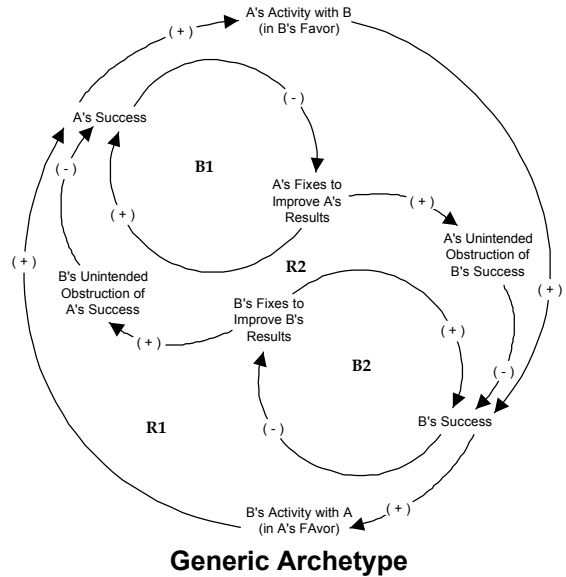 A's Activity with B
(in B's Favor)
( + )
( - )
A's Success
( - )
B1
A's Fixes to
Improve A's
Results
( + )
( + )
A's Unintended
Obstruction of
B's Success
( + )
R2
B's Unintended
Obstruction of
A's Success
( + )
B's Fixes to
Improve B's
Results
( + )
( + )
B2
( - )
R1
( - )
B's Success
B's Activity with A
(in A's FAvor)
( + )
Generic Archetype